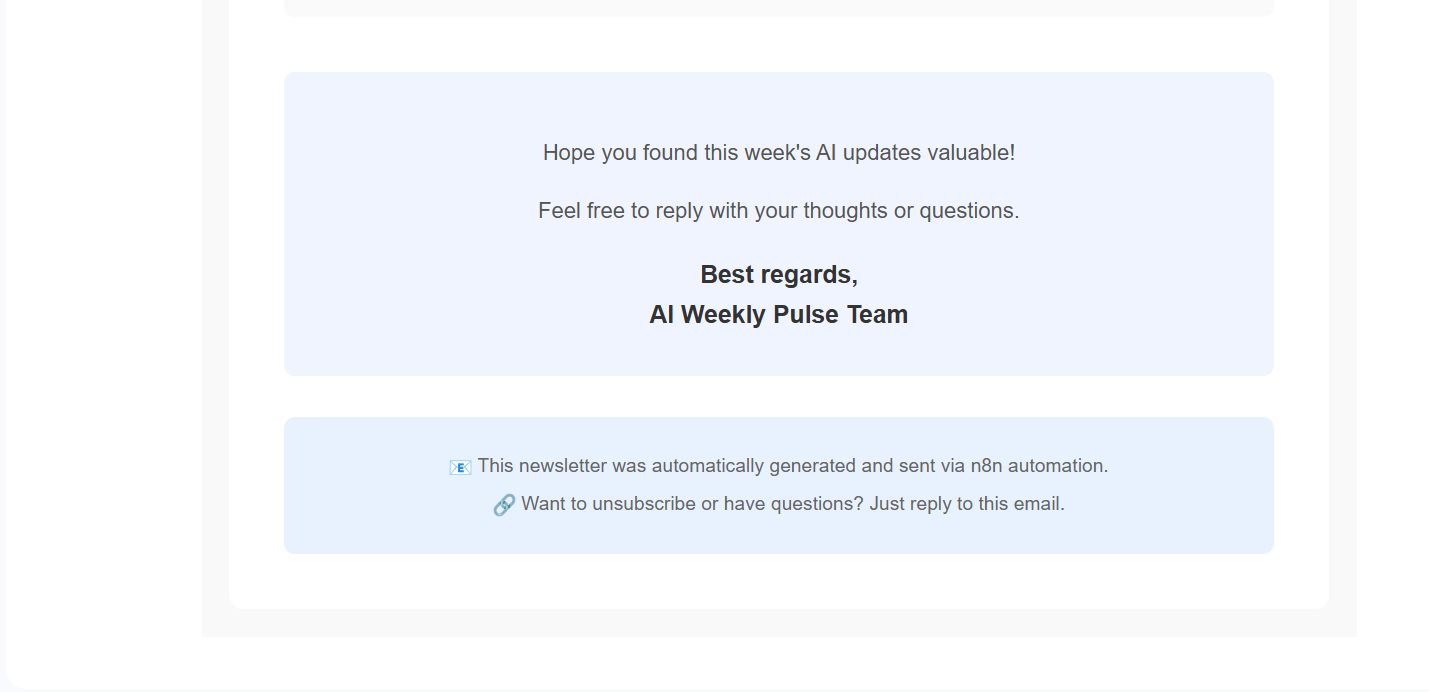 Hope you found this week's AI updates valuable!
Feel free to reply with your thoughts or questions.
Best regards,
AI Weekly Pulse Team
📧 This newsletter was automatically generated and sent via n8n automation.
🔗 Want to unsubscribe or have questions? Just reply to this email.